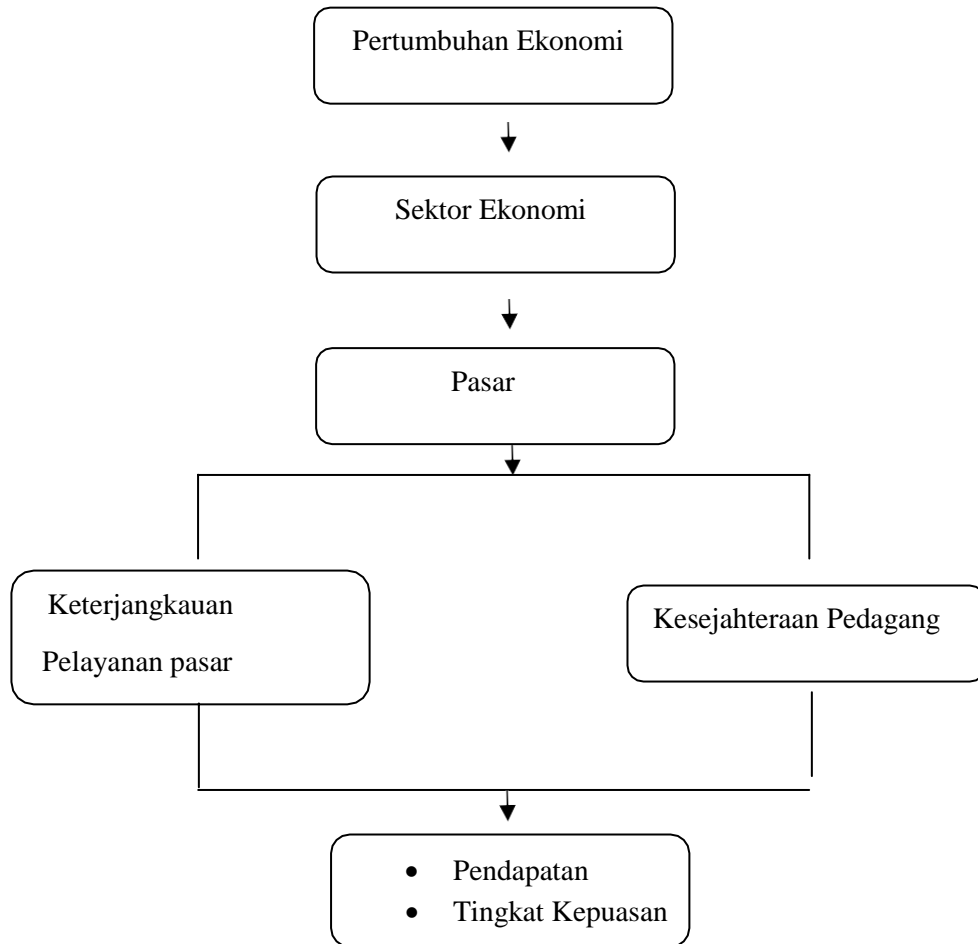 Pertumbuhan Ekonomi
Sektor Ekonomi
Pasar
Keterjangkauan
Pelayanan pasar
Kesejahteraan Pedagang
• Pendapatan
• Tingkat Kepuasan